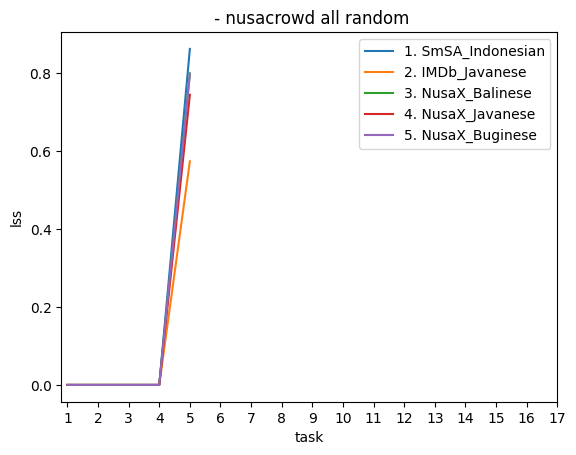 - nusacrowd all random
1. SmSA_Indonesian
2. IMDb_Javanese
3. NusaX_Balinese
4. NusaX_Javanese
5. NusaX_Buginese
lss
0.8
0.6
0.4
0.2
0.0
1 2 3 4 5 6 7 8 9 10 11 12 13 14 15 16 17
task